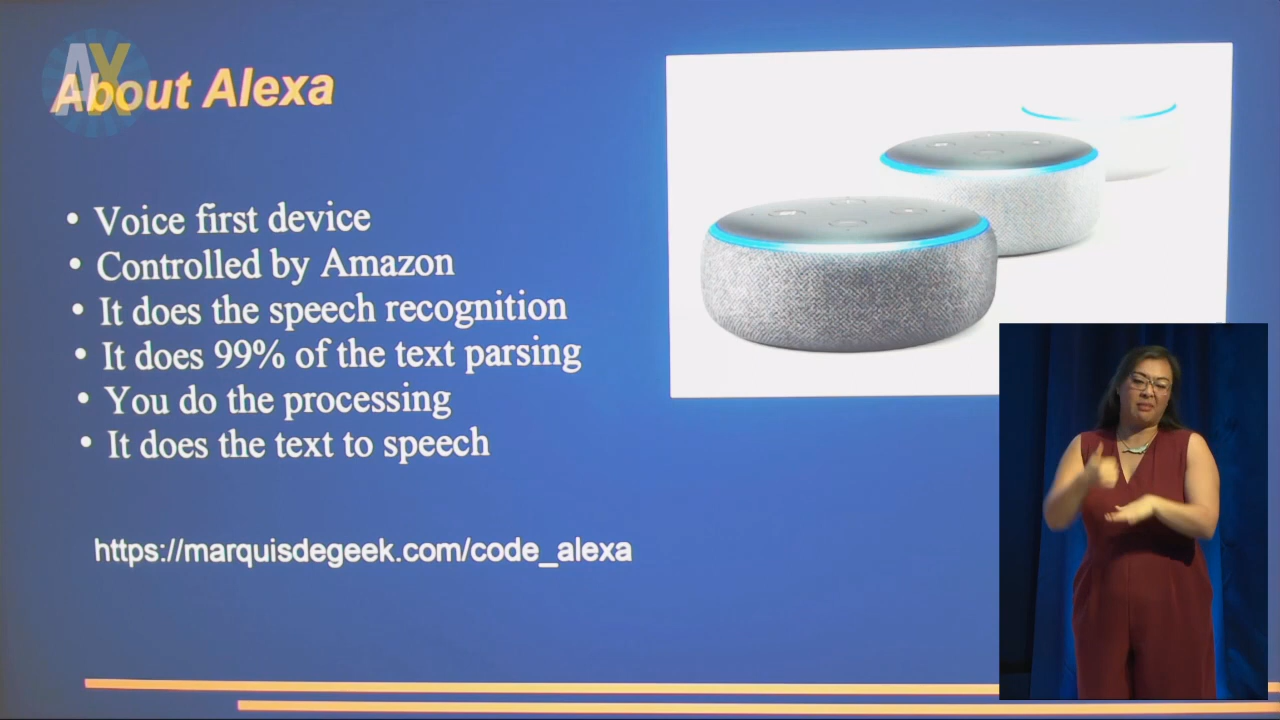 AY
About Alexa
• Voice first device
• Controlled by Amazon
• It does the speech recognition
• It does 99% of the text parsing
• You do the processing
• It does the text to speech
https://marquisdegeek.com/code_alexa